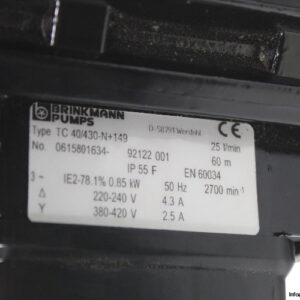 BRINKMANN
PUMPS D-58791 Werdohl CE
Type TC 40/430-N+149 25 l/min
No. 0615801634- 92122 001 60 m
IP 55 F EN 60034
3 ~ IE2-78.1% 0.85 kW 50 Hz 2700 min⁻¹
Δ 220-240 V 4.3 A
Y 380-420 V 2.5 A